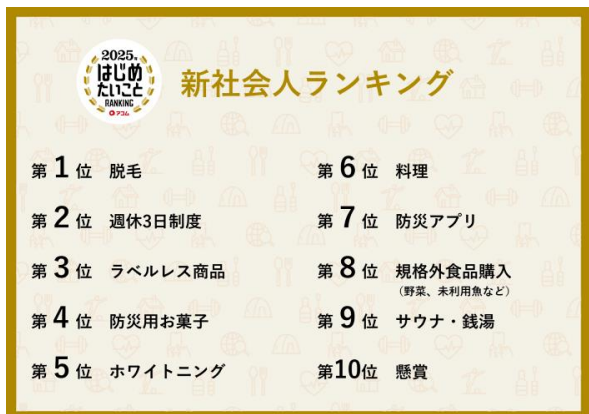 2025年
はじめ
たいこと
RANKING
アコム
新社会人ランキング
第1位 脱毛
第2位 週休3日制度
第3位 ラベルレス商品
第4位 防災用お菓子
第5位 ホワイトニング
第6位 料理
第7位 防災アプリ
第8位 規格外食品購入
（野菜、未利用魚など）
第9位 サウナ・銭湯
第10位 懸賞